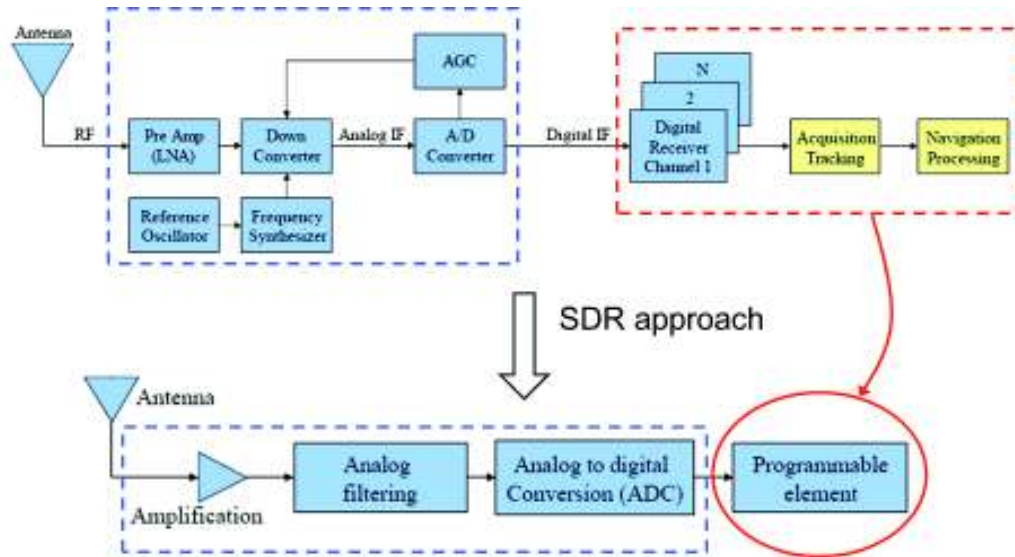 Antenna
RF
Pre Amp
(LNA)
Down
Converter
Analog IF
AGC
A/D
Converter
Reference
Oscillator
Frequency
Synthesizer
Digital IF
N
2
Digital
Receiver
Channel 1
Acquisition
Tracking
Navigation
Processing
SDR approach
Antenna
Amplification
Analog
filtering
Analog to digital
Conversion (ADC)
Programmable
element